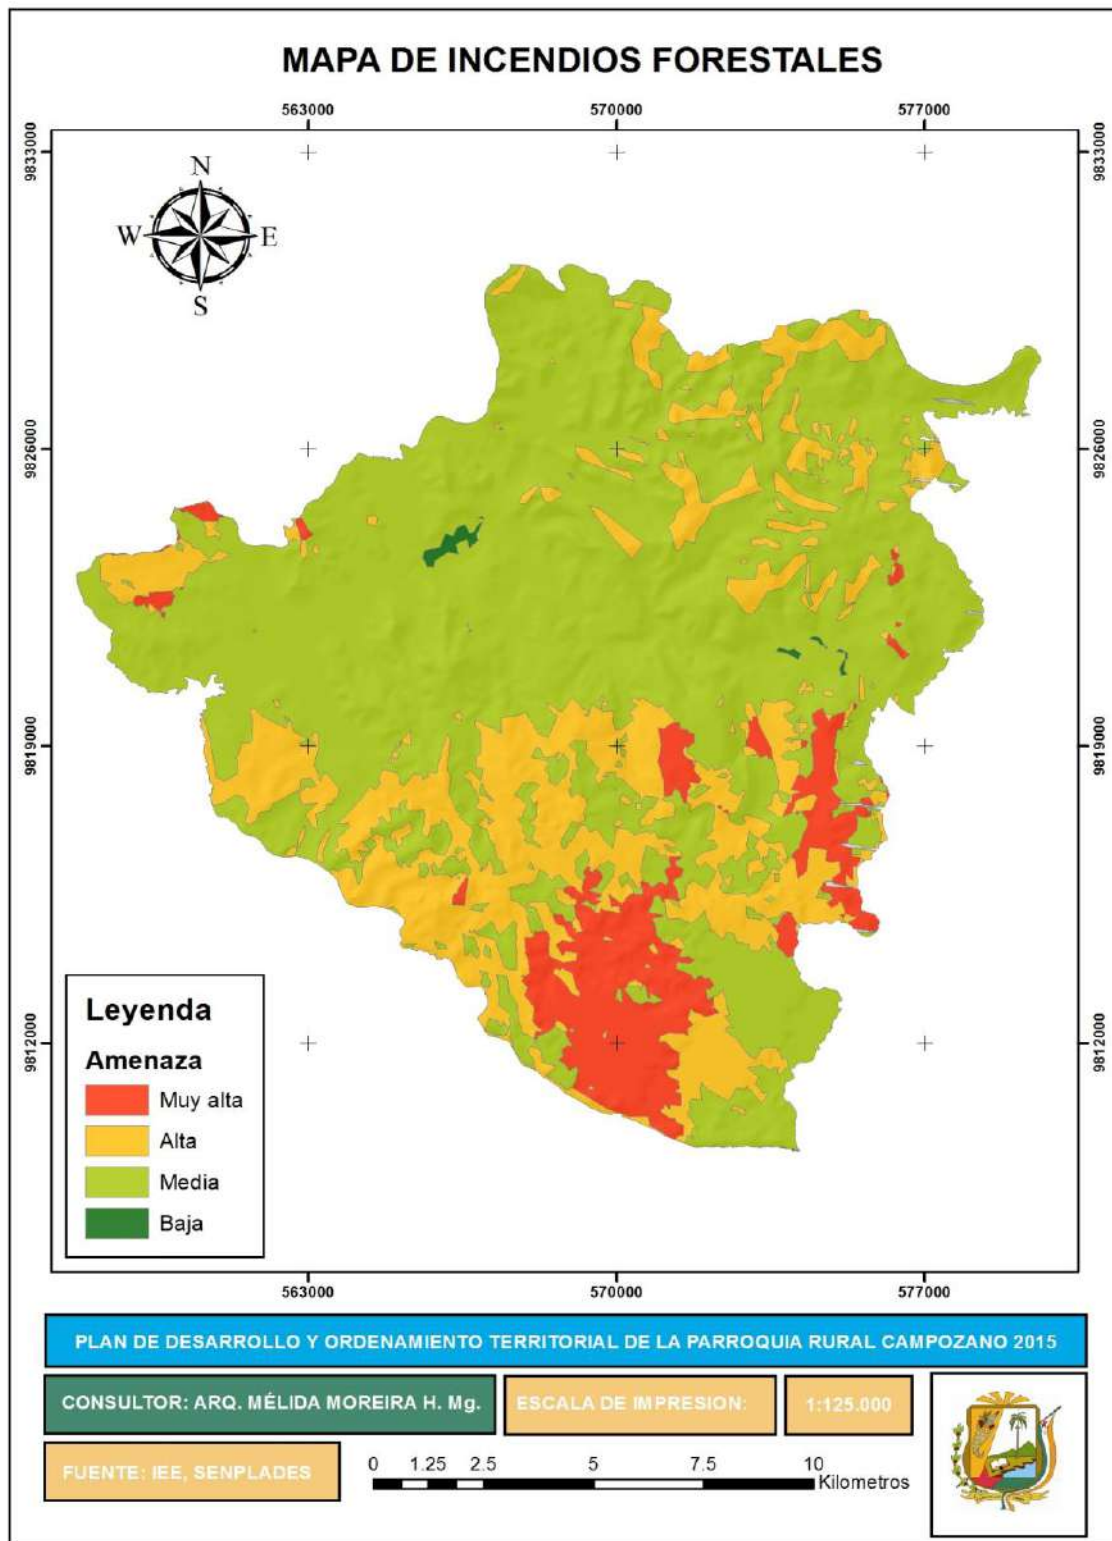 MAPA DE INCENDIOS FORESTALES
563000 570000 577000
9833000 9833000
N
W E
S
9826000 9826000
9819000 9819000
9812000 9812000
Leyenda
Amenaza
Muy alta
Alta
Media
Baja
563000 570000 577000
PLAN DE DESARROLLO Y ORDENAMIENTO TERRITORIAL DE LA PARROQUIA RURAL CAMPOZANO 2015
CONSULTOR: ARQ. MÉLIDA MOREIRA H. Mg. ESCALA DE IMPRESION: 1:125.000
FUENTE: IEE, SENPLADES
0 1.25 2.5 5 7.5 10
Kilometros